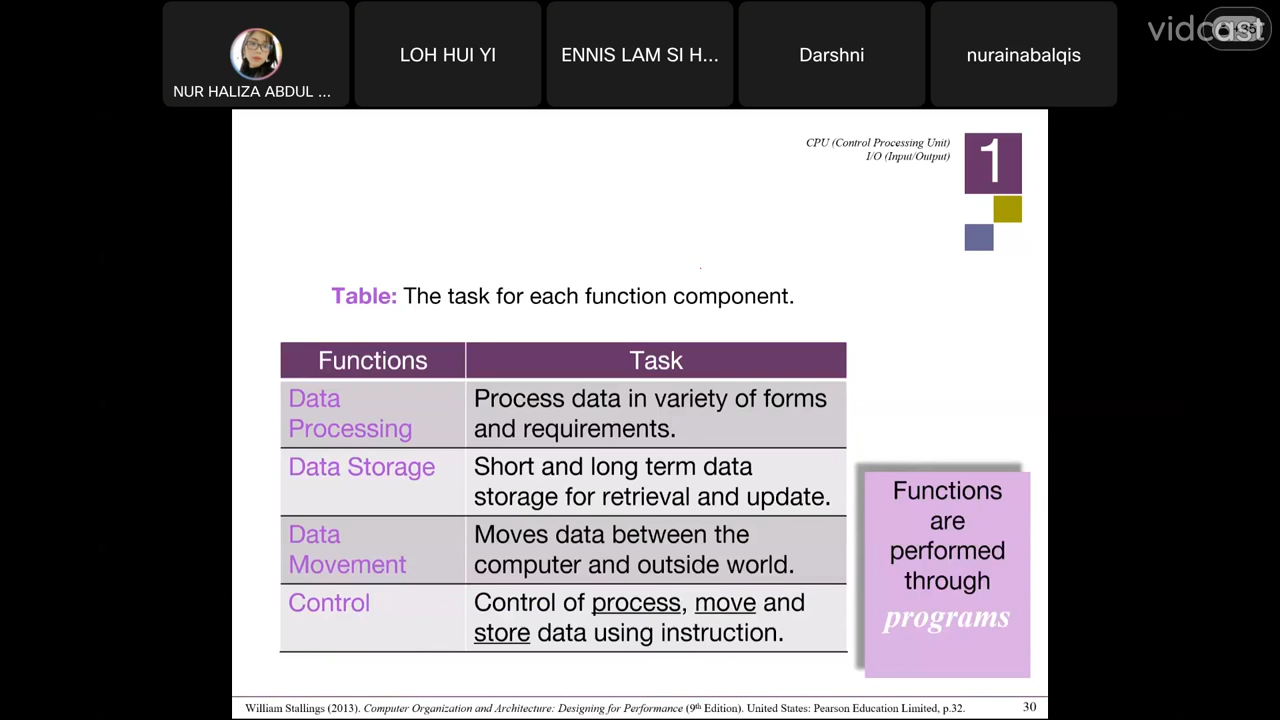 vidcast
NUR HALIZA ABDUL ...
LOH HUI YI
ENNIS LAM SI H...
Darshni
nurainabalqis
CPU (Control Processing Unit)
I/O (Input/Output)
1
Table: The task for each function component.
Functions Task
Data Processing
Process data in variety of forms
and requirements.
Data Storage
Short and long term data
storage for retrieval and update.
Data Movement
Moves data between the
computer and outside world.
Control
Control of process, move and
store data using instruction.
Functions
are
performed
through
programs
William Stallings (2013). Computer Organization and Architecture: Designing for Performance (9th Edition). United States: Pearson Education Limited, p.32.
30